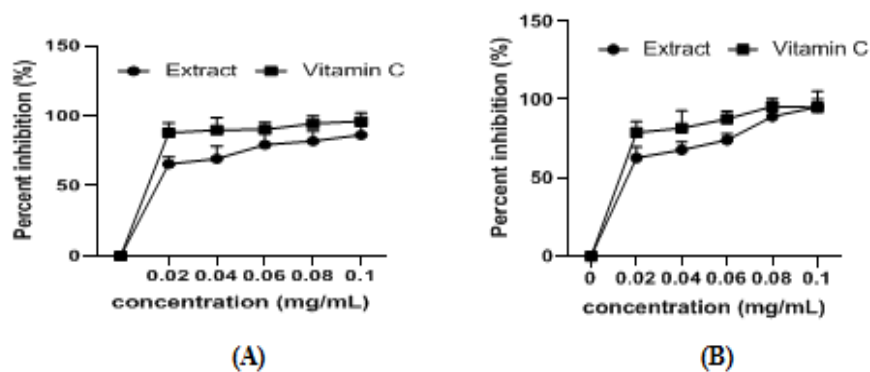 150
100
50
0
Percent inhibition (%)
Extract
Vitamin C
0.02 0.04 0.06 0.08 0.1
concentration (mg/mL)
(A)
150
100
50
0
Percent inhibition (%)
Extract
Vitamin C
0 0.02 0.04 0.06 0.08 0.1
concentration (mg/mL)
(B)